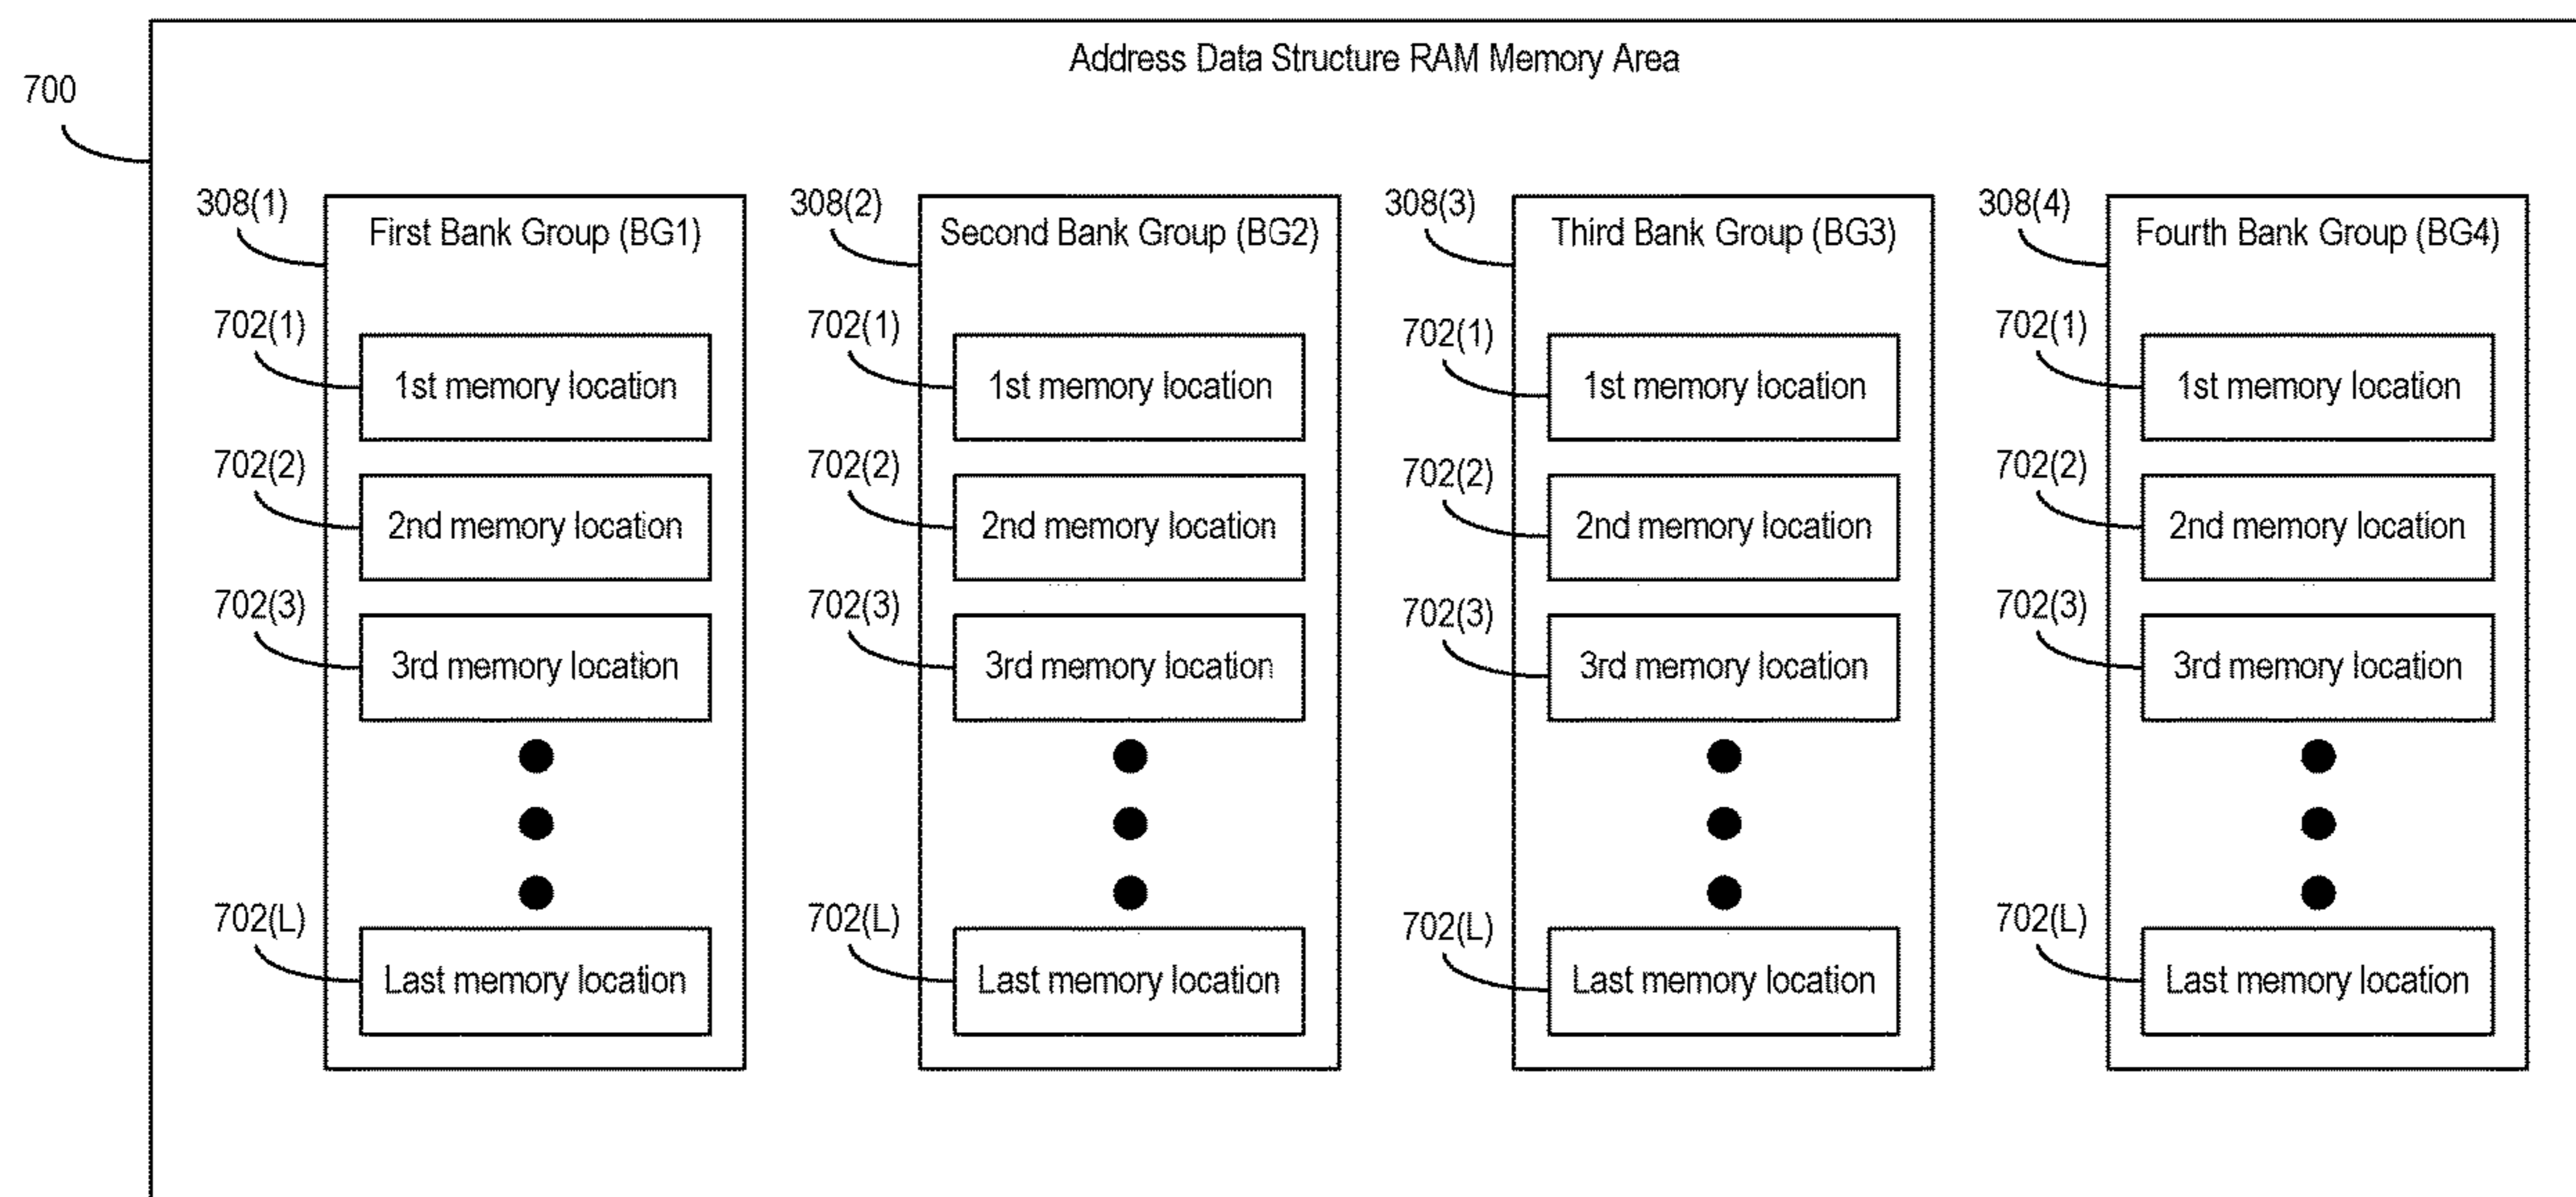 Address Data Structure RAM Memory Area
700
308(1)
First Bank Group (BG1)
702(1)
1st memory location
702(2)
2nd memory location
702(3)
3rd memory location
702(L)
Last memory location
308(2)
Second Bank Group (BG2)
702(1)
1st memory location
702(2)
2nd memory location
702(3)
3rd memory location
702(L)
Last memory location
308(3)
Third Bank Group (BG3)
702(1)
1st memory location
702(2)
2nd memory location
702(3)
3rd memory location
702(L)
Last memory location
308(4)
Fourth Bank Group (BG4)
702(1)
1st memory location
702(2)
2nd memory location
702(3)
3rd memory location
702(L)
Last memory location